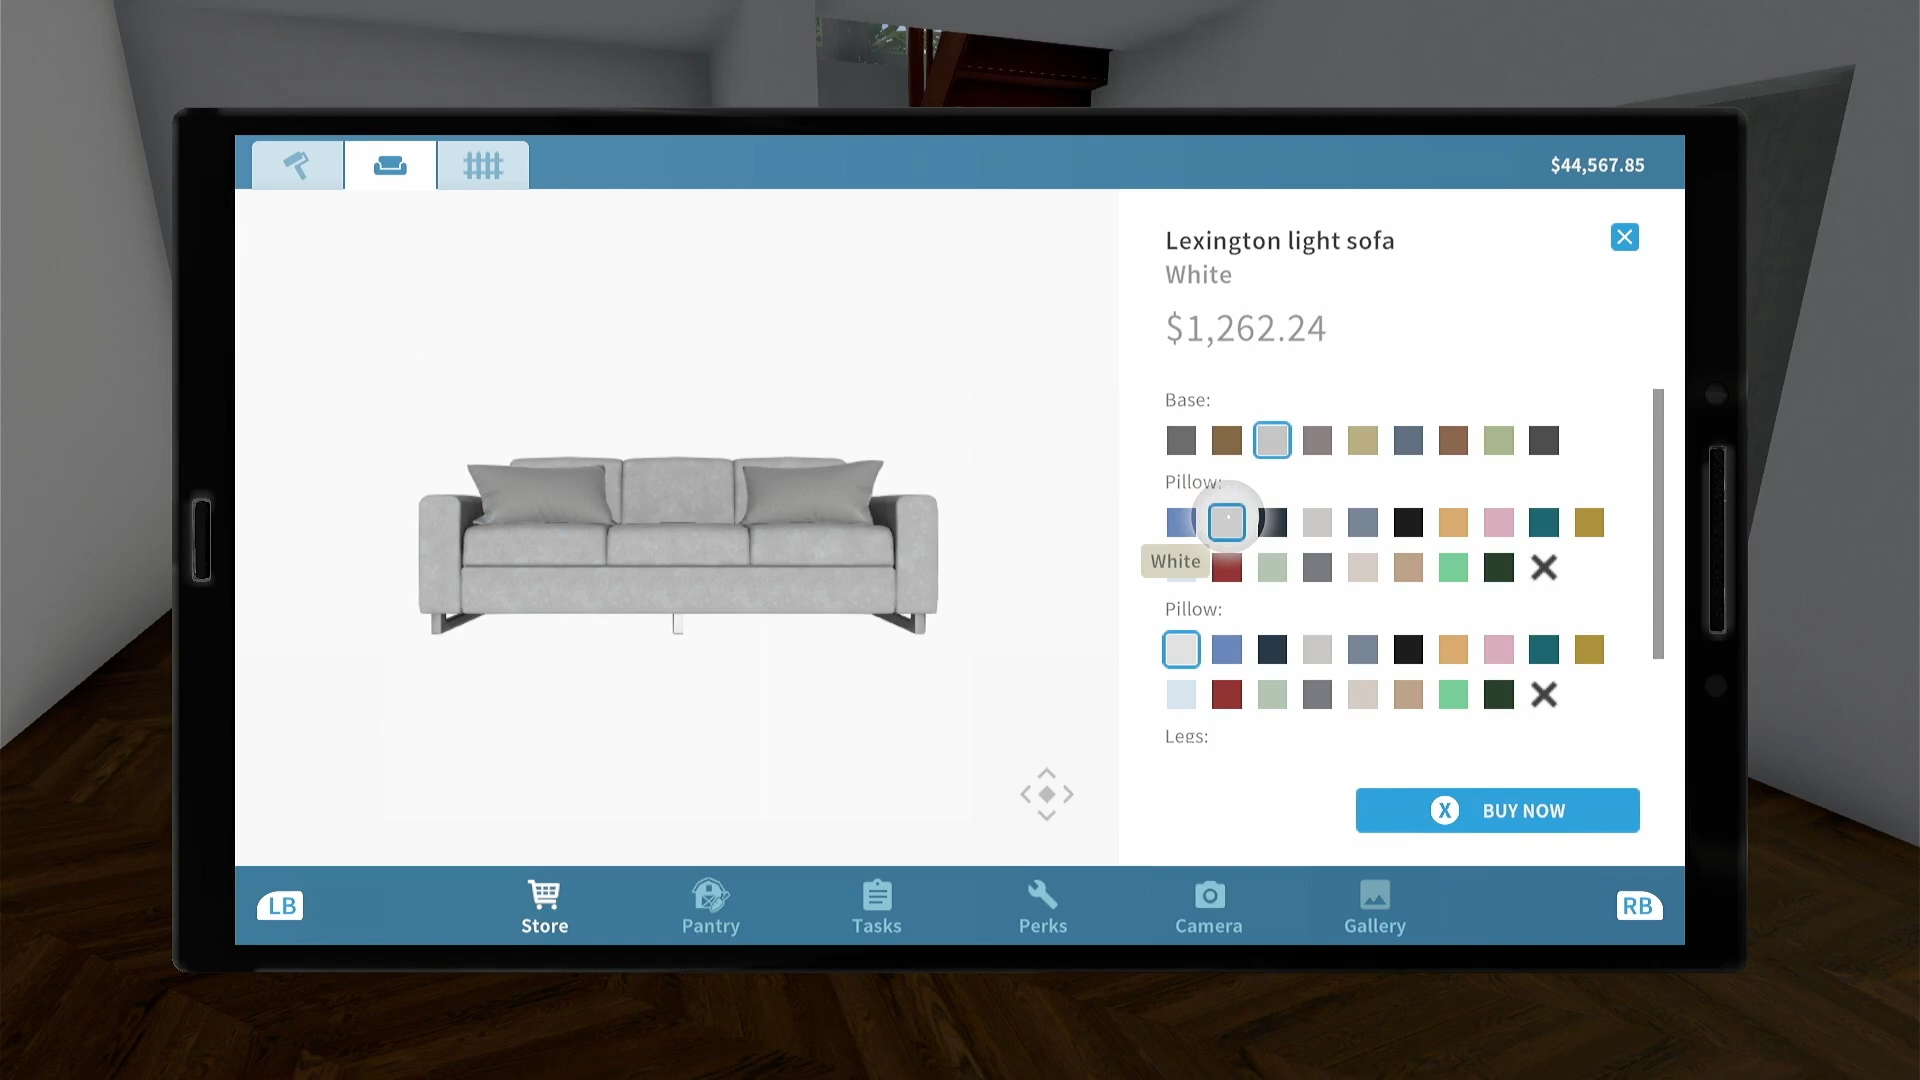 $44,567.85
Lexington light sofa
White
$1,262.24
Base:
Pillow:
White
Pillow:
Legs:
X BUY NOW
LB
Store
Pantry
Tasks
Perks
Camera
Gallery
RB